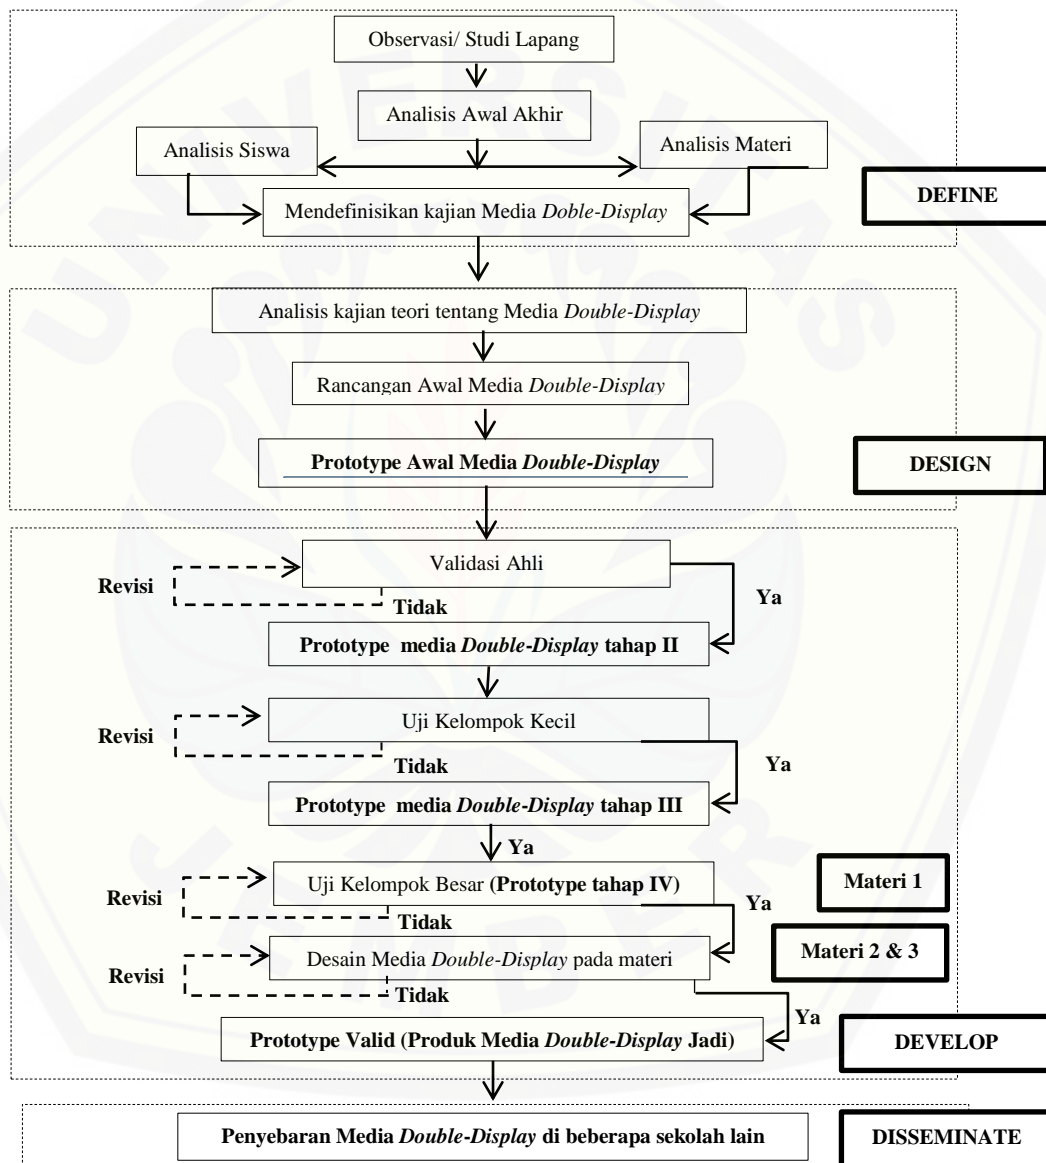 Observasi/ Studi Lapang
Analisis Awal Akhir
Analisis Siswa
Analisis Materi
DEFINE
Mendefinisikan kajian Media Doble-Display
Analisis kajian teori tentang Media Double-Display
Rancangan Awal Media Double-Display
Prototype Awal Media Double-Display
DESIGN
Validasi Ahli
Revisi
Tidak
Ya
Prototype media Double-Display tahap II
Uji Kelompok Kecil
Revisi
Tidak
Ya
Prototype media Double-Display tahap III
Ya
Uji Kelompok Besar (Prototype tahap IV)
Materi 1
Revisi
Tidak
Ya
Desain Media Double-Display pada materi
Materi 2 & 3
Revisi
Tidak
Ya
Prototype Valid (Produk Media Double-Display Jadi)
DEVELOP
Penyebaran Media Double-Display di beberapa sekolah lain
DISSEMINATE
UNIVERSITAS
JEMBER